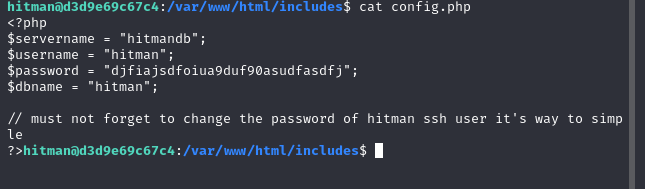 hitman@d3d9e69c67c4:/var/www/html/includes$ cat config.php
<?php
$servername = "hitmandb";
$username = "hitman";
$password = "djfiajsdfoiua9duf90asudfasdfj";
$dbname = "hitman";

// must not forget to change the password of hitman ssh user it's way to simp
le
?>hitman@d3d9e69c67c4:/var/www/html/includes$